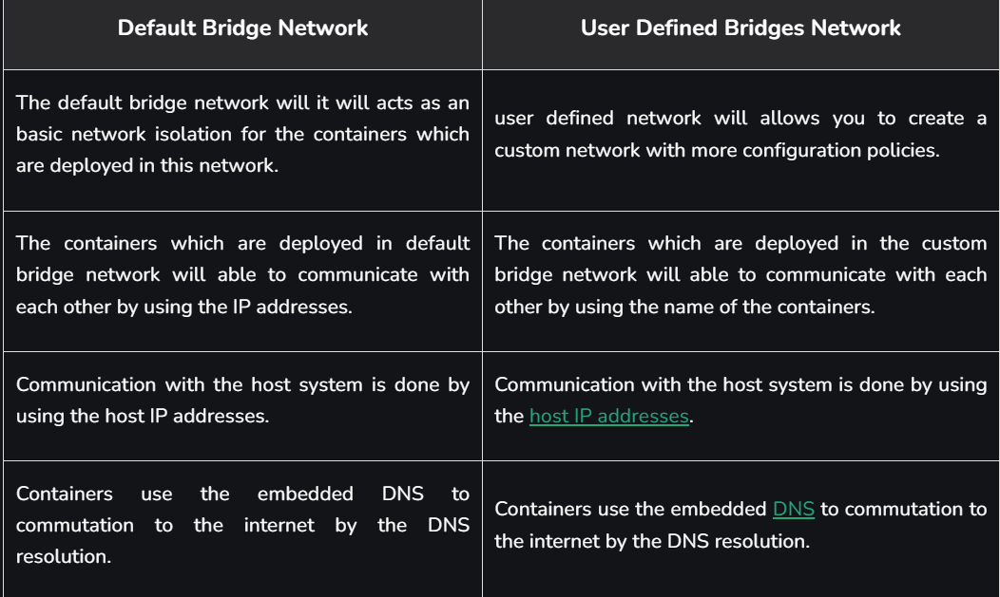 Default Bridge Network
User Defined Bridges Network
The default bridge network will it will acts as an
basic network isolation for the containers which
are deployed in this network.
user defined network will allows you to create a
custom network with more configuration policies.
The containers which are deployed in default
bridge network will able to communicate with
each other by using the IP addresses.
The containers which are deployed in the custom
bridge network will able to communicate with each
other by using the name of the containers.
Communication with the host system is done by
using the host IP addresses.
Communication with the host system is done by using
the host IP addresses.
Containers use the embedded DNS to
commutation to the internet by the DNS
resolution.
Containers use the embedded DNS to commutation to
the internet by the DNS resolution.